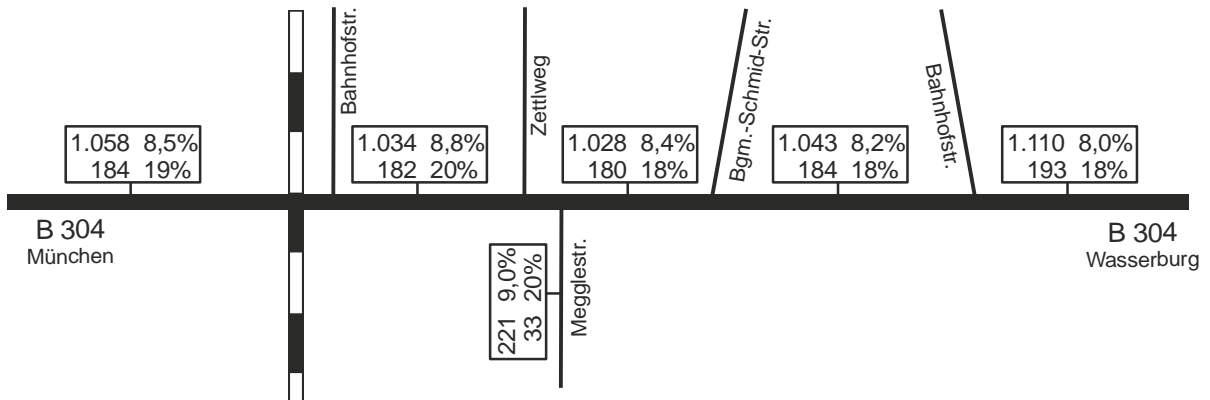 Bahnhofstr.
Zettlweg
Bgm.-Schmid-Str.
Bahnhofstr.
1.058 8,5%
184 19%
1.034 8,8%
182 20%
1.028 8,4%
180 18%
1.043 8,2%
184 18%
1.110 8,0%
193 18%
B 304
München
221 9,0%
33 20%
Megglestr.
B 304
Wasserburg